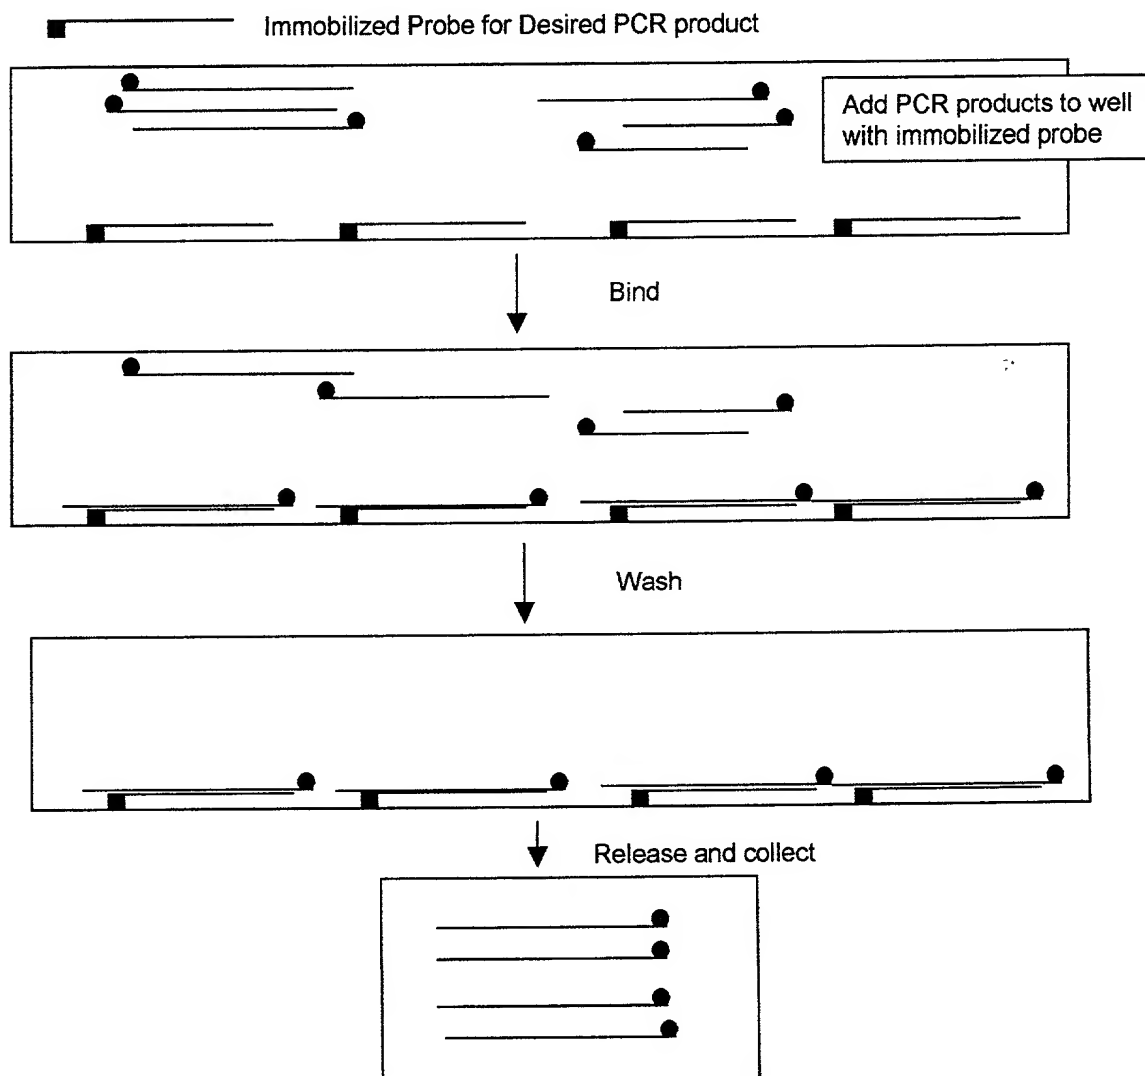 Immobilized Probe for Desired PCR product
Add PCR products to well
with immobilized probe
Bind
Wash
Release and collect